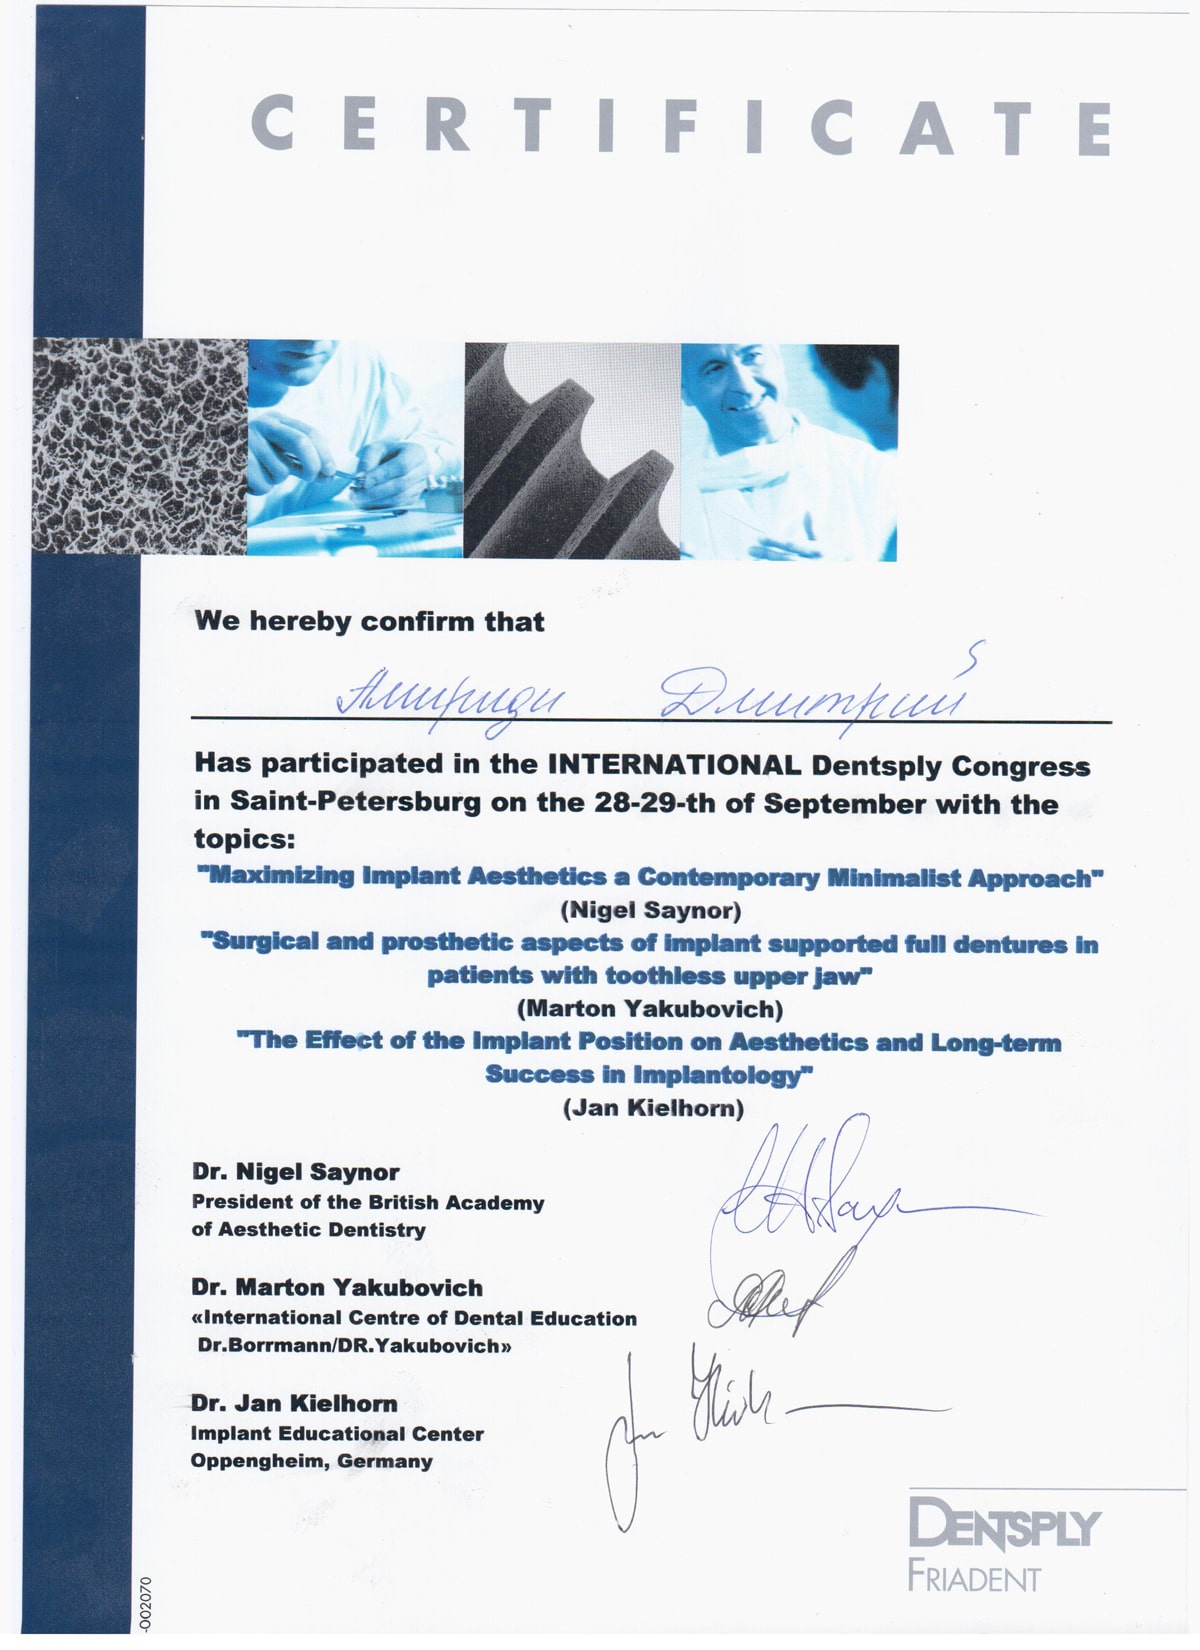 CERTIFICATE
We hereby confirm that
Амириди Дмитрий
Has participated in the INTERNATIONAL Dentsply Congress
in Saint-Petersburg on the 28-29-th of September with the
topics:
"Maximizing Implant Aesthetics a Contemporary Minimalist Approach"
(Nigel Saynor)
"Surgical and prosthetic aspects of implant supported full dentures in
patients with toothless upper jaw"
(Marton Yakubovich)
"The Effect of the Implant Position on Aesthetics and Long-term
Success in Implantology"
(Jan Kielhorn)
Dr. Nigel Saynor
President of the British Academy
of Aesthetic Dentistry
Dr. Marton Yakubovich
«International Centre of Dental Education
Dr.Borrmann/DR.Yakubovich»
Dr. Jan Kielhorn
Implant Educational Center
Oppengheim, Germany
DENTSPLY
FRIADENT
-002070